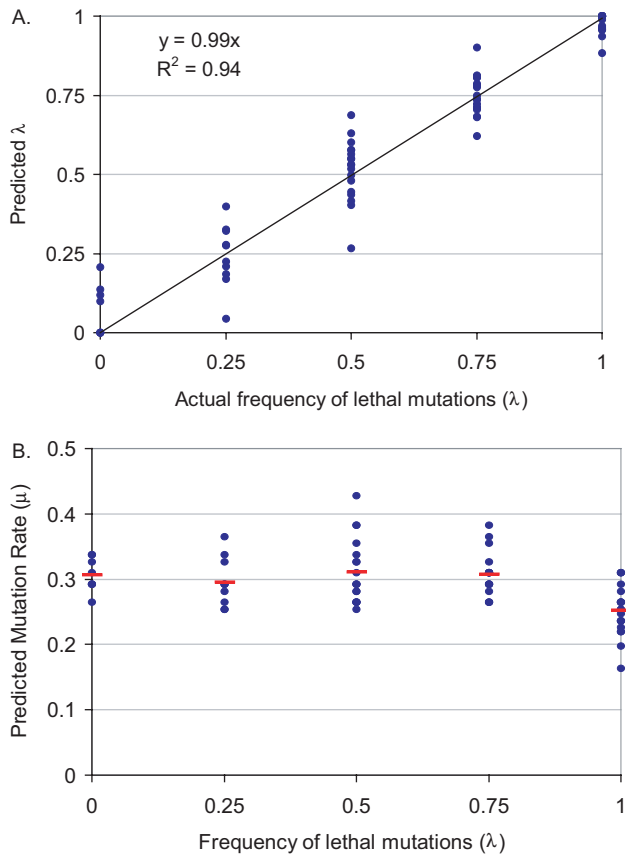 A.
1
0.75
0.5
0.25
0
y = 0.99x
R² = 0.94
Predicted λ
0 0.25 0.5 0.75 1
Actual frequency of lethal mutations (λ)
B.
0.5
0.4
0.3
0.2
0.1
0
Predicted Mutation Rate (μ)
0 0.25 0.5 0.75 1
Frequency of lethal mutations (λ)